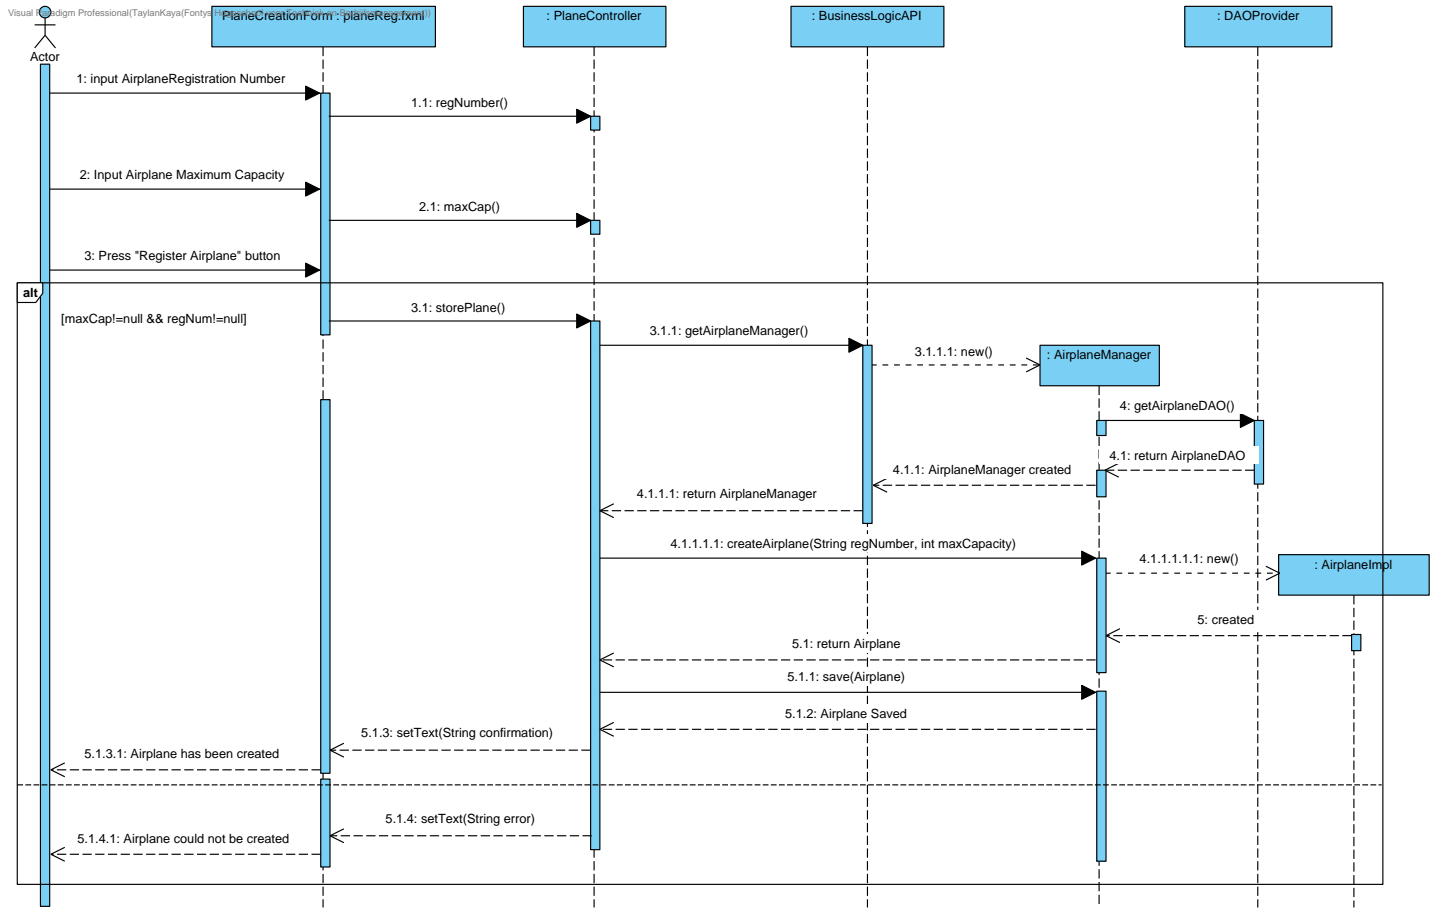 Visual Paradigm Professional(TaylanKaya(Fontys
PlaneCreationForm : planeReg.fxml
: PlaneController
: BusinessLogicAPI
: DAOProvider
Actor
1: input AirplaneRegistration Number
1.1: regNumber()
2: Input Airplane Maximum Capacity
2.1: maxCap()
3: Press "Register Airplane" button
alt
[maxCap!=null && regNum!=null]
3.1: storePlane()
3.1.1: getAirplaneManager()
3.1.1.1: new()
: AirplaneManager
4: getAirplaneDAO()
4.1: return AirplaneDAO
4.1.1: AirplaneManager created
4.1.1.1: return AirplaneManager
4.1.1.1.1: createAirplane(String regNumber, int maxCapacity)
4.1.1.1.1.1: new()
: AirplaneImpl
5: created
5.1: return Airplane
5.1.1: save(Airplane)
5.1.2: Airplane Saved
5.1.3: setText(String confirmation)
5.1.3.1: Airplane has been created
5.1.4: setText(String error)
5.1.4.1: Airplane could not be created